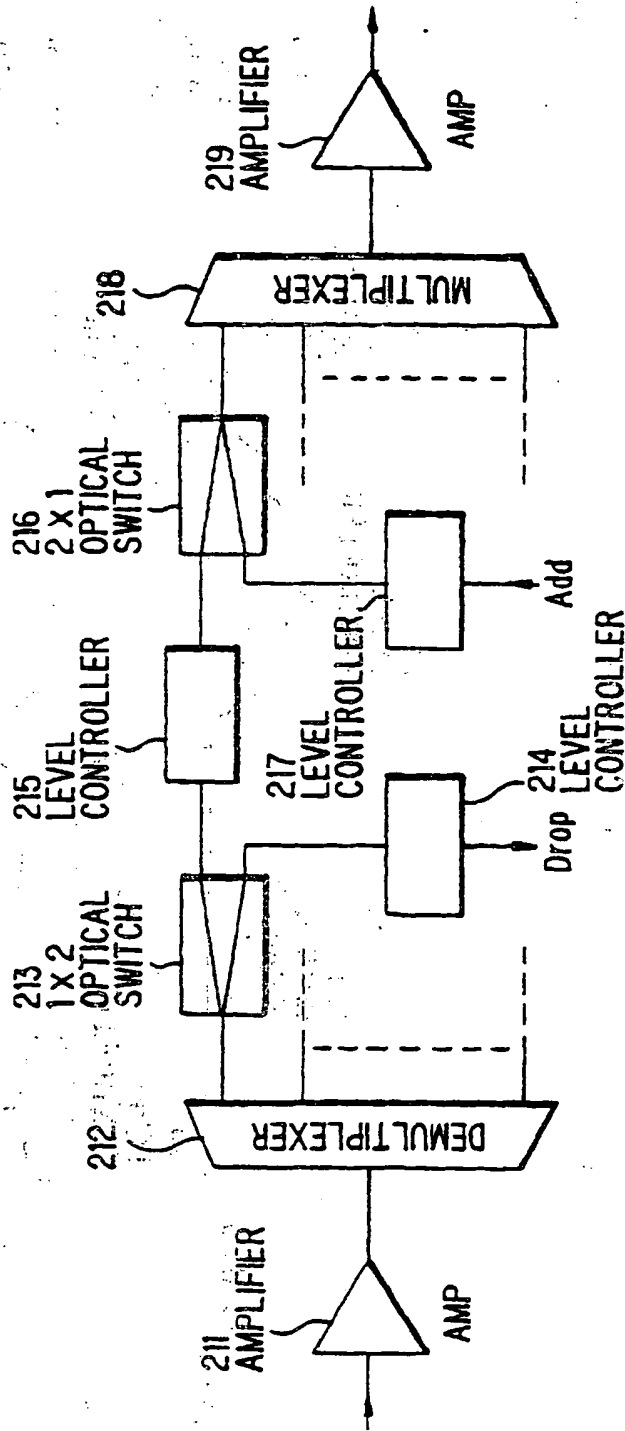 211
AMPLIFIER
AMP
212
DEMULTIPLEXER
213
1 X 2
OPTICAL
SWITCH
Drop
214
LEVEL
CONTROLLER
215
LEVEL
CONTROLLER
217
LEVEL
CONTROLLER
Add
216
2 X 1
OPTICAL
SWITCH
218
MULTIPLEXER
219
AMPLIFIER
AMP